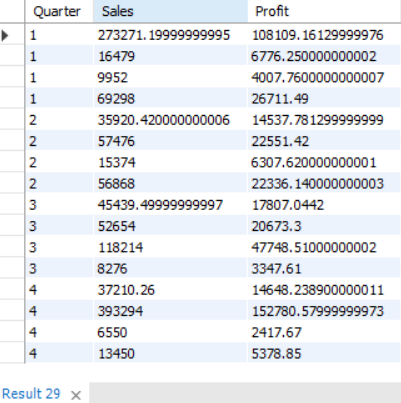 Quarter Sales Profit
1 273271.19999999995 108109.16129999976
1 16479 6776.250000000002
1 9952 4007.7600000000007
1 69298 26711.49
2 35920.420000000006 14537.781299999999
2 57476 22551.42
2 15374 6307.620000000001
2 56868 22336.140000000003
3 45439.49999999997 17807.0442
3 52654 20673.3
3 118214 47748.51000000002
3 8276 3347.61
4 37210.26 14648.238900000011
4 393294 152780.57999999973
4 6550 2417.67
4 13450 5378.85
Result 29 ×